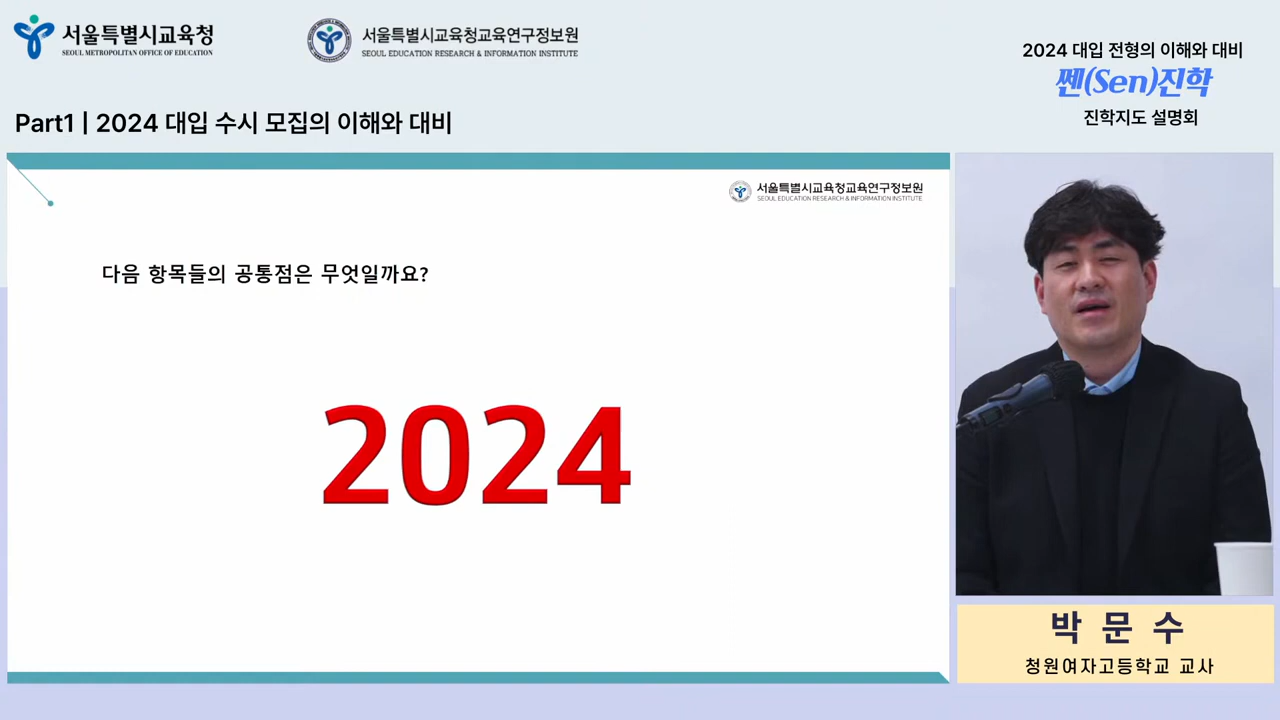 서울특별시교육청
SEOUL METROPOLITAN OFFICE OF EDUCATION
서울특별시교육청교육연구정보원
SEOUL EDUCATION RESEARCH & INFORMATION INSTITUTE
2024 대입 전형의 이해와 대비
쎈(Sen)진학
진학지도 설명회
Part1 | 2024 대입 수시 모집의 이해와 대비
서울특별시교육청교육연구정보원
SEOUL EDUCATION RESEARCH & INFORMATION INSTITUTE
다음 항목들의 공통점은 무엇일까요?
2024
박 문 수
청원여자고등학교 교사